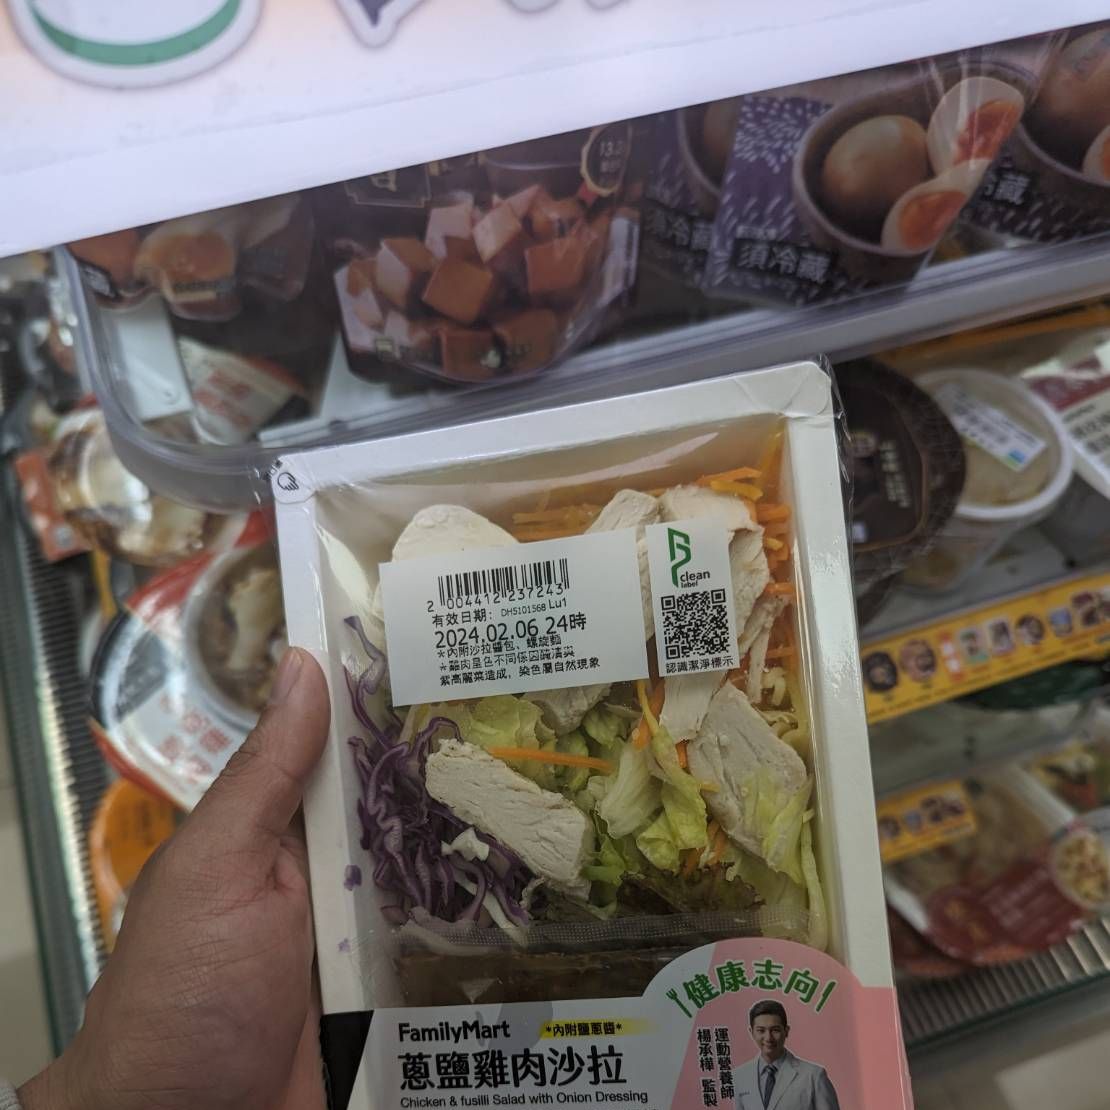 13.2g
須冷藏
須冷藏
冷藏
2 004412 237243
有效日期: DH5101568 Lu1
2024.02.06 24時
*內附沙拉醬包、螺旋麵
*雞肉呈色不同係因醃漬與
紫高麗菜造成, 染色屬自然現象
clean
label
認識潔淨標示
健康志向
FamilyMart
*內附鹽蔥醬*
蔥鹽雞肉沙拉
Chicken & fusilli Salad with Onion Dressing
運動營養師
楊承樺 監製